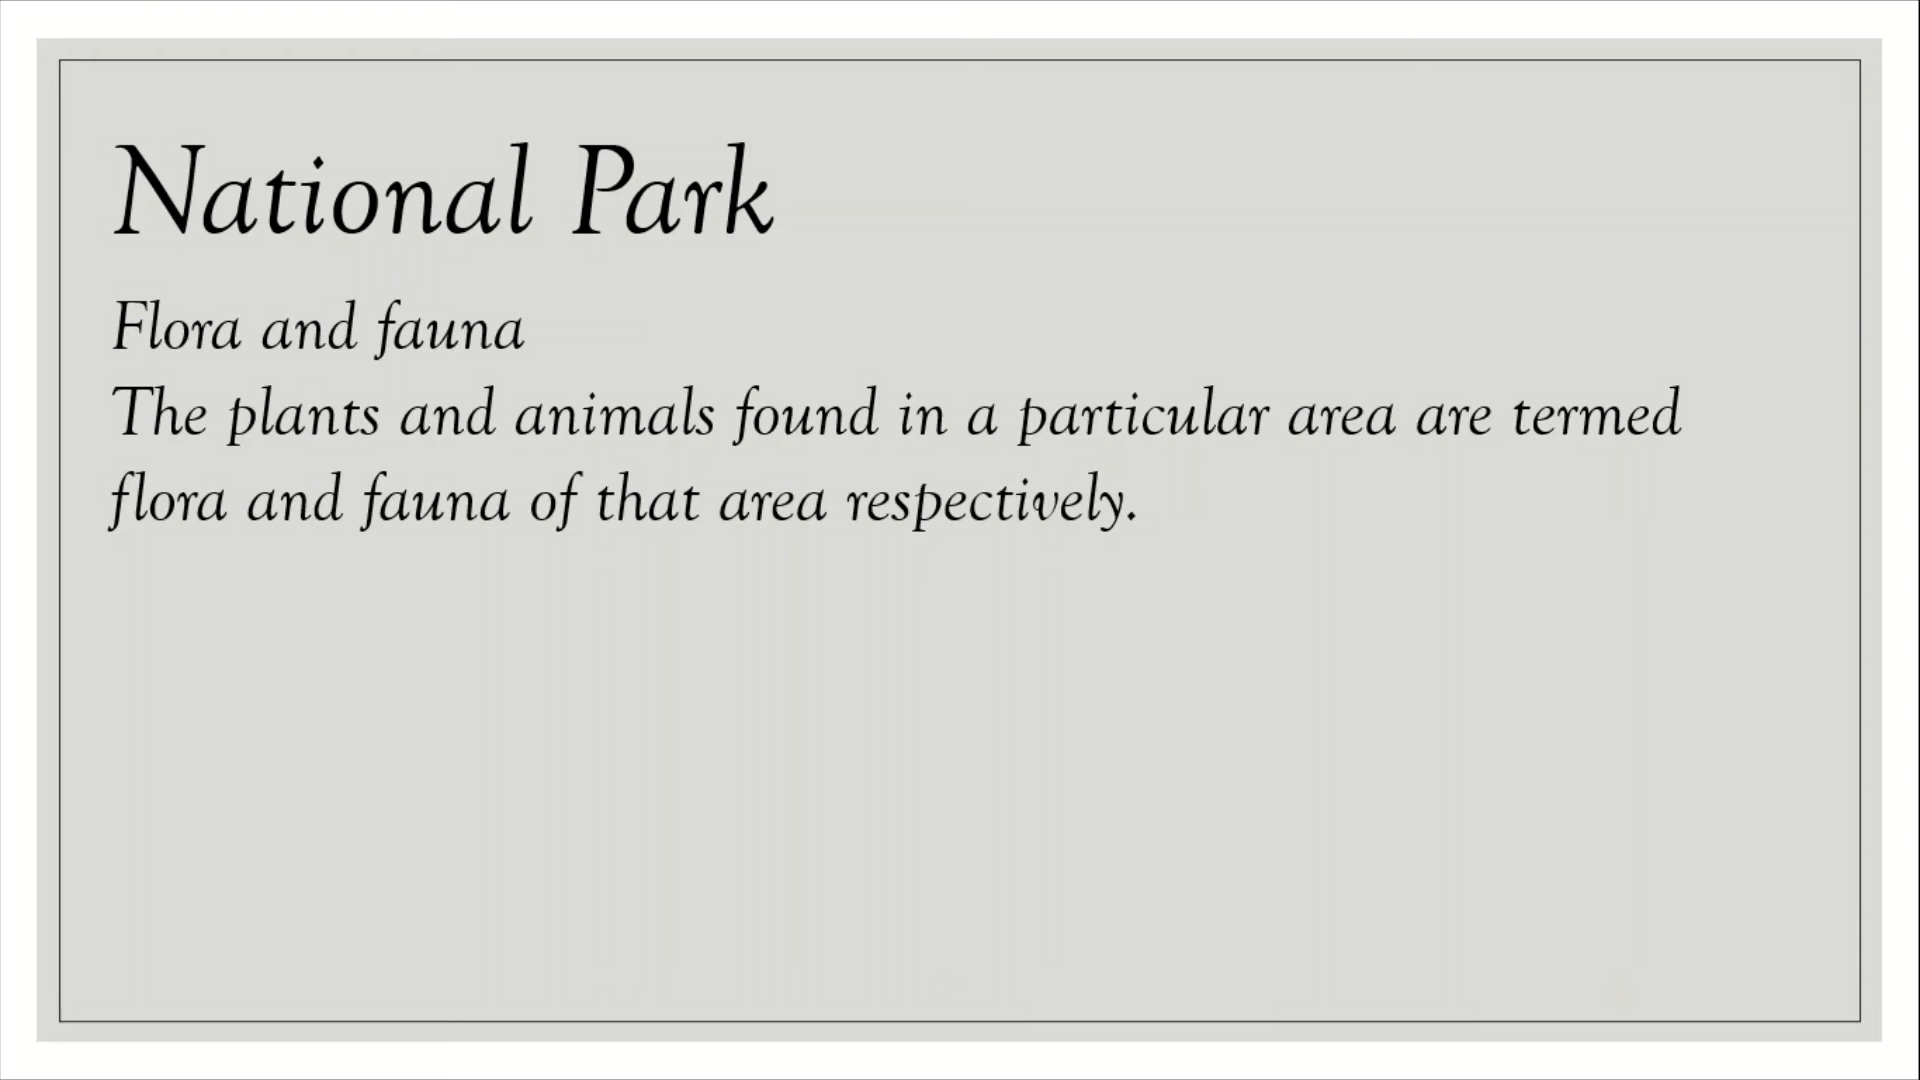 National Park
Flora and fauna
The plants and animals found in a particular area are termed
flora and fauna of that area respectively.